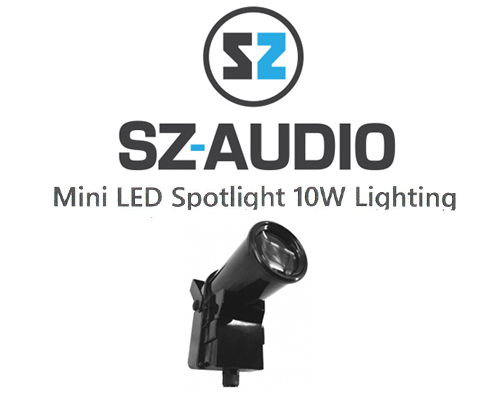 SZ
SZ-AUDIO
Mini LED Spotlight 10W Lighting